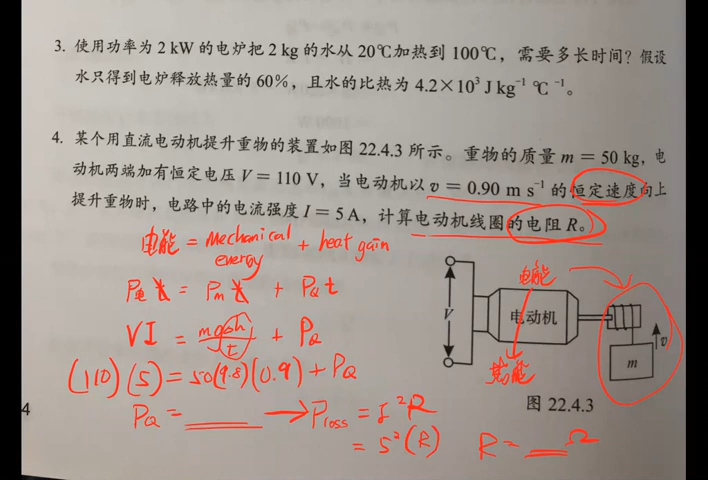 3. 使用功率为 2 kW 的电炉把 2 kg 的水从 20℃加热到 100℃，需要多长时间？假设
水只得到电炉释放热量的 60%，且水的比热为 4.2×10³ J kg⁻¹ ℃⁻¹。
4. 某个用直流电动机提升重物的装置如图 22.4.3 所示。重物的质量 m = 50 kg，电
动机两端加有恒定电压 V = 110 V，当电动机以 v = 0.90 m s⁻¹ 的恒定速度向上
提升重物时，电路中的电流强度 I = 5 A，计算电动机线圈的电阻 R。
电能 = mechanical energy + heat gain
P电 t = Pm t + PQ t
VI = mgΔh/t + PQ
(110)(5) = 50(9.8)(0.9) + PQ
PQ = ____ → Ploss = I²R
= 5²(R) R = __Ω
电能
V
电动机
v
m
热能
图 22.4.3
4